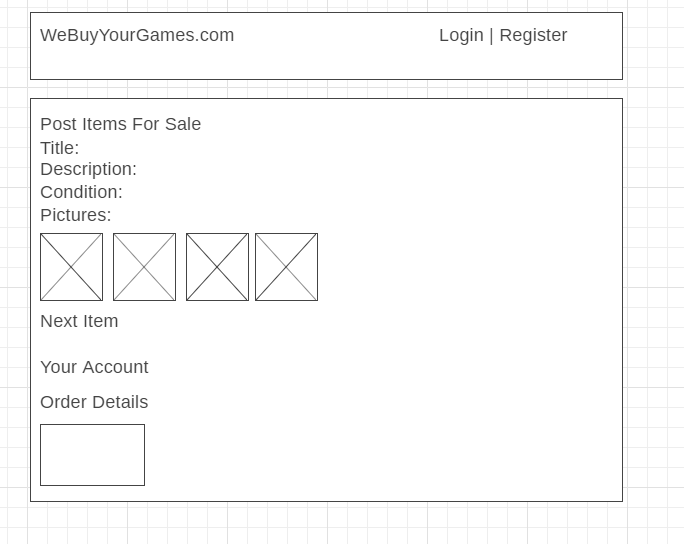 WeBuyYourGames.com Login | Register
Post Items For Sale
Title:
Description:
Condition:
Pictures:
Next Item
Your Account
Order Details